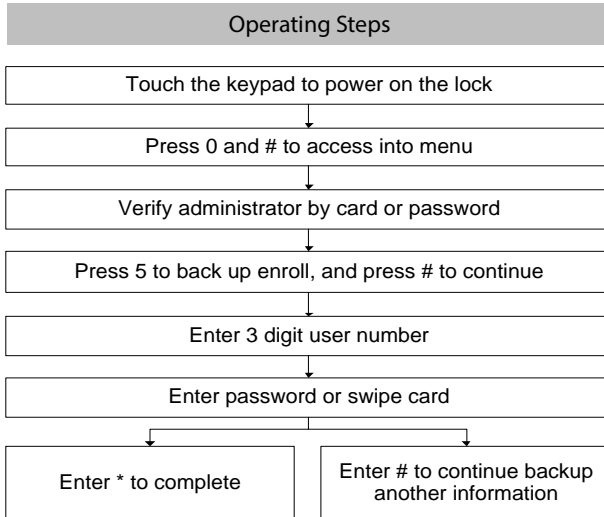 Operating Steps
Touch the keypad to power on the lock
Press 0 and # to access into menu
Verify administrator by card or password
Press 5 to back up enroll, and press # to continue
Enter 3 digit user number
Enter password or swipe card
Enter * to complete
Enter # to continue backup
another information